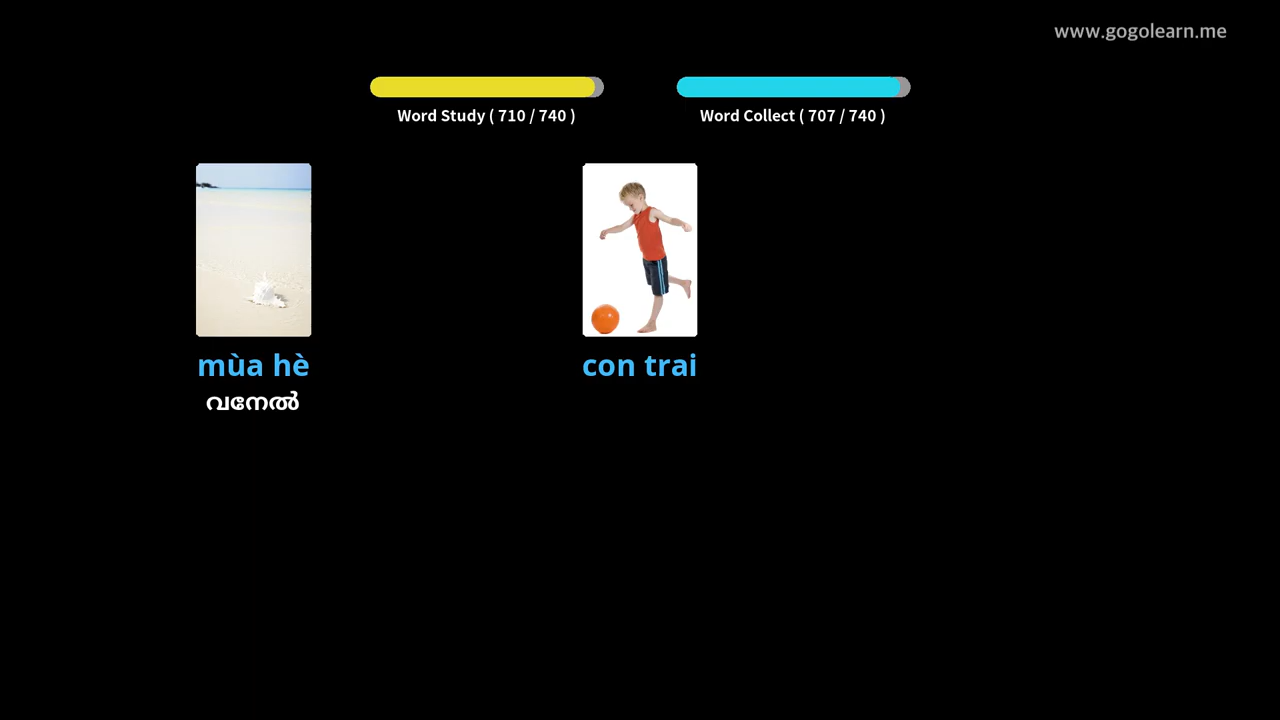 www.gogolearn.me
Word Study ( 710 / 740 )
Word Collect ( 707 / 740 )
mùa hè
con trai
വനേൽ